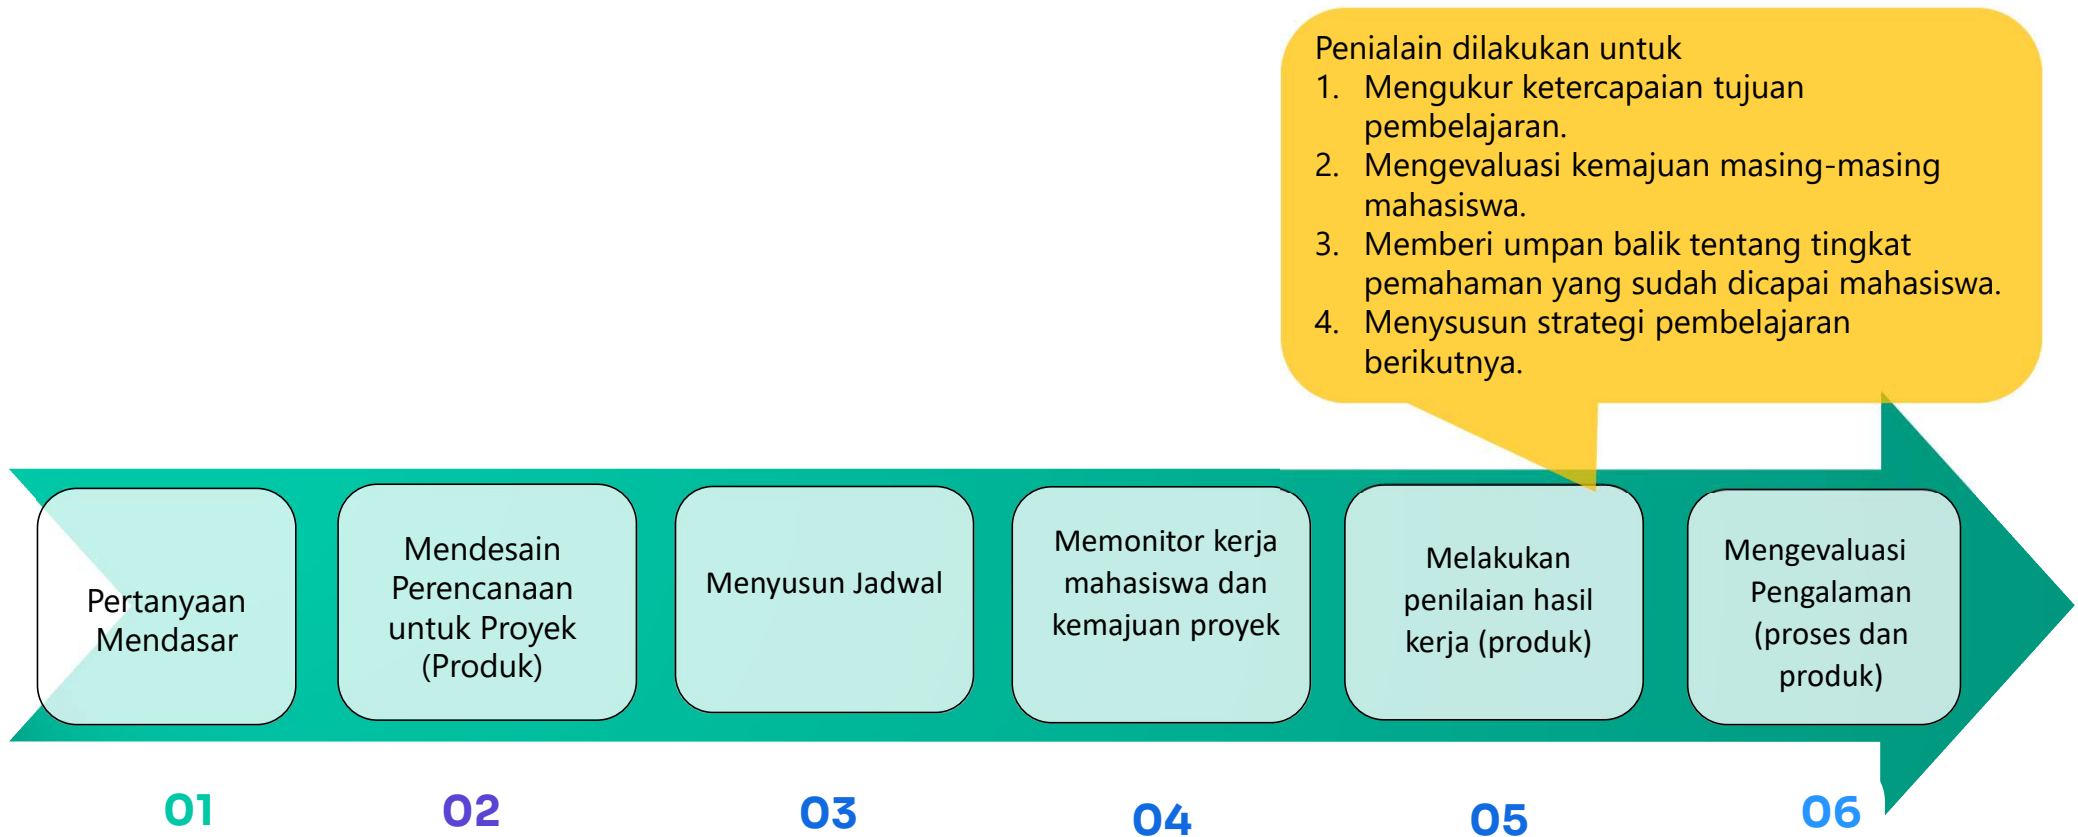 Penialain dilakukan untuk
1. Mengukur ketercapaian tujuan
pembelajaran.
2. Mengevaluasi kemajuan masing-masing
mahasiswa.
3. Memberi umpan balik tentang tingkat
pemahaman yang sudah dicapai mahasiswa.
4. Menysusun strategi pembelajaran
berikutnya.
Pertanyaan
Mendasar
Mendesain
Perencanaan
untuk Proyek
(Produk)
Menyusun Jadwal
Memonitor kerja
mahasiswa dan
kemajuan proyek
Melakukan
penilaian hasil
kerja (produk)
Mengevaluasi
Pengalaman
(proses dan
produk)
01
02
03
04
05
06